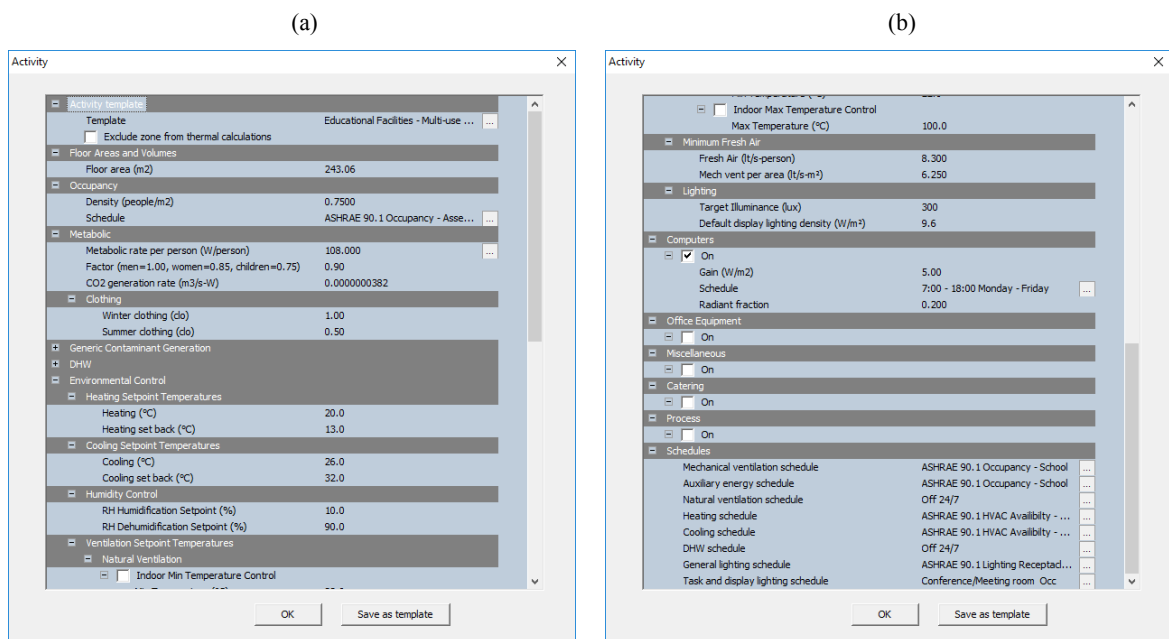 (a)
Activity
Activity template
Template Educational Facilities - Multi-use ... ...
Exclude zone from thermal calculations
Floor Areas and Volumes
Floor area (m2) 243.06
Occupancy
Density (people/m2) 0.7500
Schedule ASHRAE 90.1 Occupancy - Asse... ...
Metabolic
Metabolic rate per person (W/person) 108.000 ...
Factor (men=1.00, women=0.85, children=0.75) 0.90
CO2 generation rate (m3/s-W) 0.0000000382
Clothing
Winter clothing (clo) 1.00
Summer clothing (clo) 0.50
Generic Contaminant Generation
DHW
Environmental Control
Heating Setpoint Temperatures
Heating (°C) 20.0
Heating set back (°C) 13.0
Cooling Setpoint Temperatures
Cooling (°C) 26.0
Cooling set back (°C) 32.0
Humidity Control
RH Humidification Setpoint (%) 10.0
RH Dehumidification Setpoint (%) 90.0
Ventilation Setpoint Temperatures
Natural Ventilation
Indoor Min Temperature Control
OK Save as template
(b)
Activity
Indoor Max Temperature Control
Max Temperature (°C) 100.0
Minimum Fresh Air
Fresh Air (lt/s-person) 8.300
Mech vent per area (lt/s-m²) 6.250
Lighting
Target Illuminance (lux) 300
Default display lighting density (W/m²) 9.6
Computers
On
Gain (W/m2) 5.00
Schedule 7:00 - 18:00 Monday - Friday ...
Radiant fraction 0.200
Office Equipment
On
Miscellaneous
On
Catering
On
Process
On
Schedules
Mechanical ventilation schedule ASHRAE 90.1 Occupancy - School ...
Auxiliary energy schedule ASHRAE 90.1 Occupancy - School ...
Natural ventilation schedule Off 24/7 ...
Heating schedule ASHRAE 90.1 HVAC Availibilty - ... ...
Cooling schedule ASHRAE 90.1 HVAC Availibilty - ... ...
DHW schedule Off 24/7 ...
General lighting schedule ASHRAE 90.1 Lighting Receptacl... ...
Task and display lighting schedule Conference/Meeting room Occ ...
OK Save as template